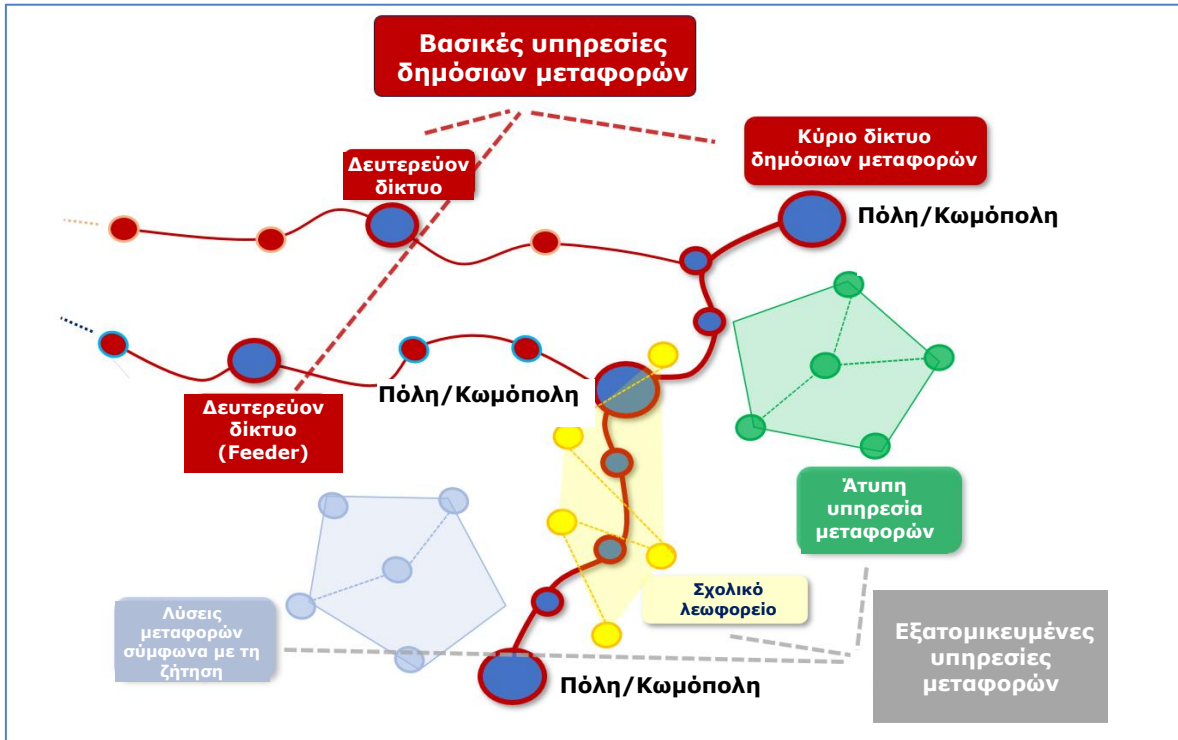 Βασικές υπηρεσίες
δημόσιων μεταφορών
Κύριο δίκτυο
δημόσιων μεταφορών
Δευτερεύον
δίκτυο
Πόλη/Κωμόπολη
Πόλη/Κωμόπολη
Δευτερεύον
δίκτυο
(Feeder)
Άτυπη
υπηρεσία
μεταφορών
Σχολικό
λεωφορείο
Λύσεις
μεταφορών
σύμφωνα με τη
ζήτηση
Εξατομικευμένες
υπηρεσίες
μεταφορών
Πόλη/Κωμόπολη